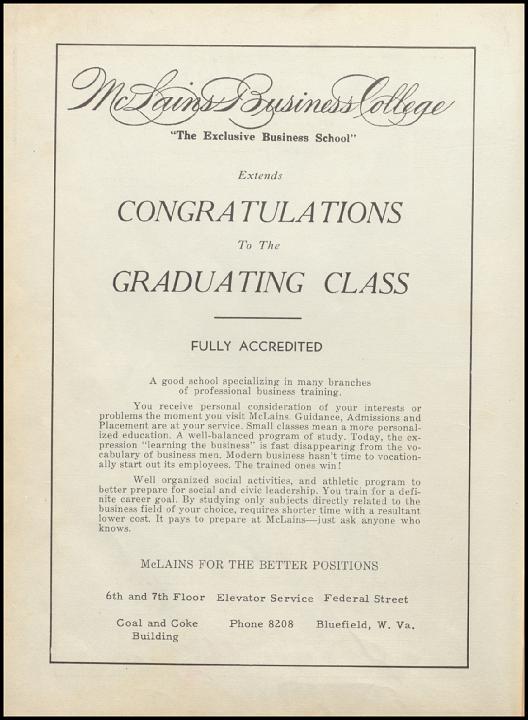 McLains Business College
"The Exclusive Business School"
Extends
CONGRATULATIONS
To The
GRADUATING CLASS
FULLY ACCREDITED
A good school specializing in many branches
of professional business training.
You receive personal consideration of your interests or
problems the moment you visit McLains. Guidance, Admissions and
Placement are at your service. Small classes mean a more personal-
ized education. A well-balanced program of study. Today, the ex-
pression "learning the business" is fast disappearing from the vo-
cabulary of business men. Modern business hasn't time to vocation-
ally start out its employees. The trained ones win!
Well organized social activities, and athletic program to
better prepare for social and civic leadership. You train for a defi-
nite career goal. By studying only subjects directly related to the
business field of your choice, requires shorter time with a resultant
lower cost. It pays to prepare at McLains—just ask anyone who
knows.
McLAINS FOR THE BETTER POSITIONS
6th and 7th Floor Elevator Service Federal Street
Coal and Coke Phone 8208 Bluefield, W. Va.
Building